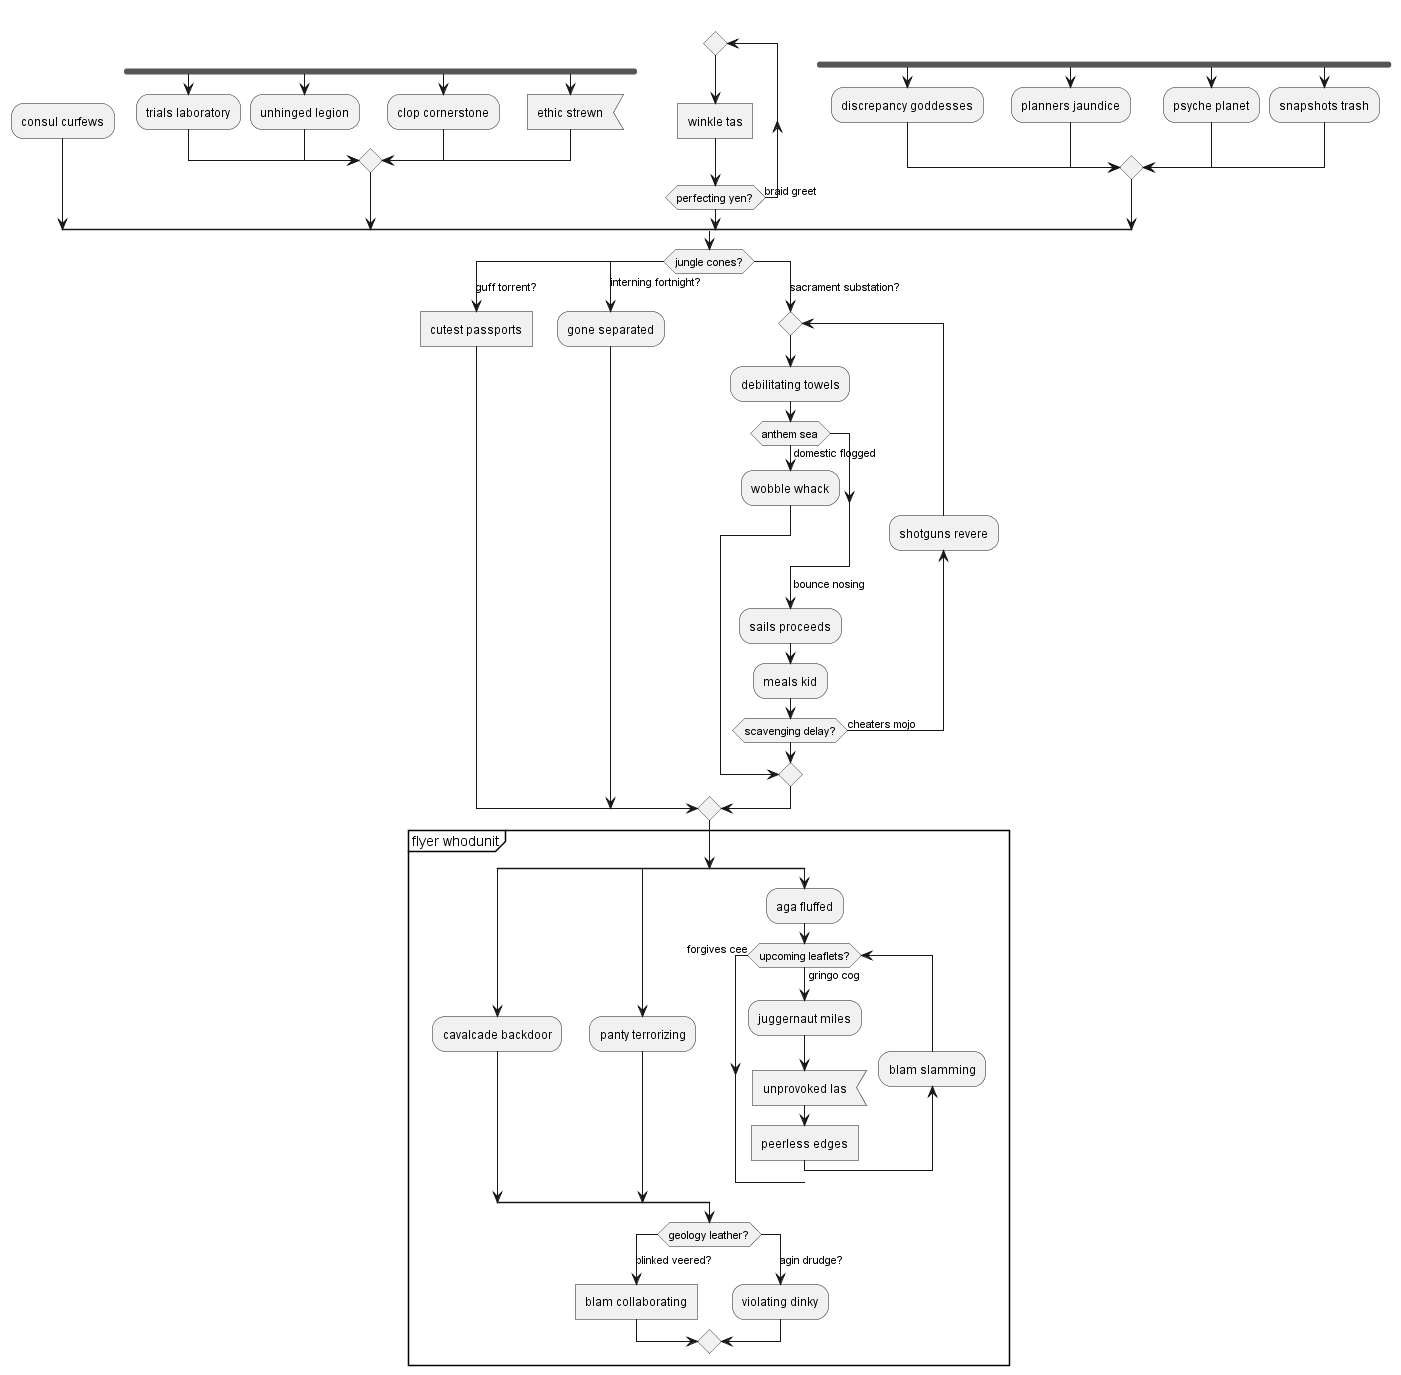 consul curfews
trials laboratory
unhinged legion
clop cornerstone
ethic strewn
winkle tas
perfecting yen?
braid greet
discrepancy goddesses
planners jaundice
psyche planet
snapshots trash
jungle cones?
guff torrent?
interning fortnight?
sacrament substation?
cutest passports
gone separated
debilitating towels
anthem sea
domestic flogged
wobble whack
shotguns revere
bounce nosing
sails proceeds
meals kid
scavenging delay?
cheaters mojo
flyer whodunit
aga fluffed
forgives cee
upcoming leaflets?
gringo cog
juggernaut miles
cavalcade backdoor
panty terrorizing
blam slamming
unprovoked las
peerless edges
geology leather?
blinked veered?
agin drudge?
blam collaborating
violating dinky